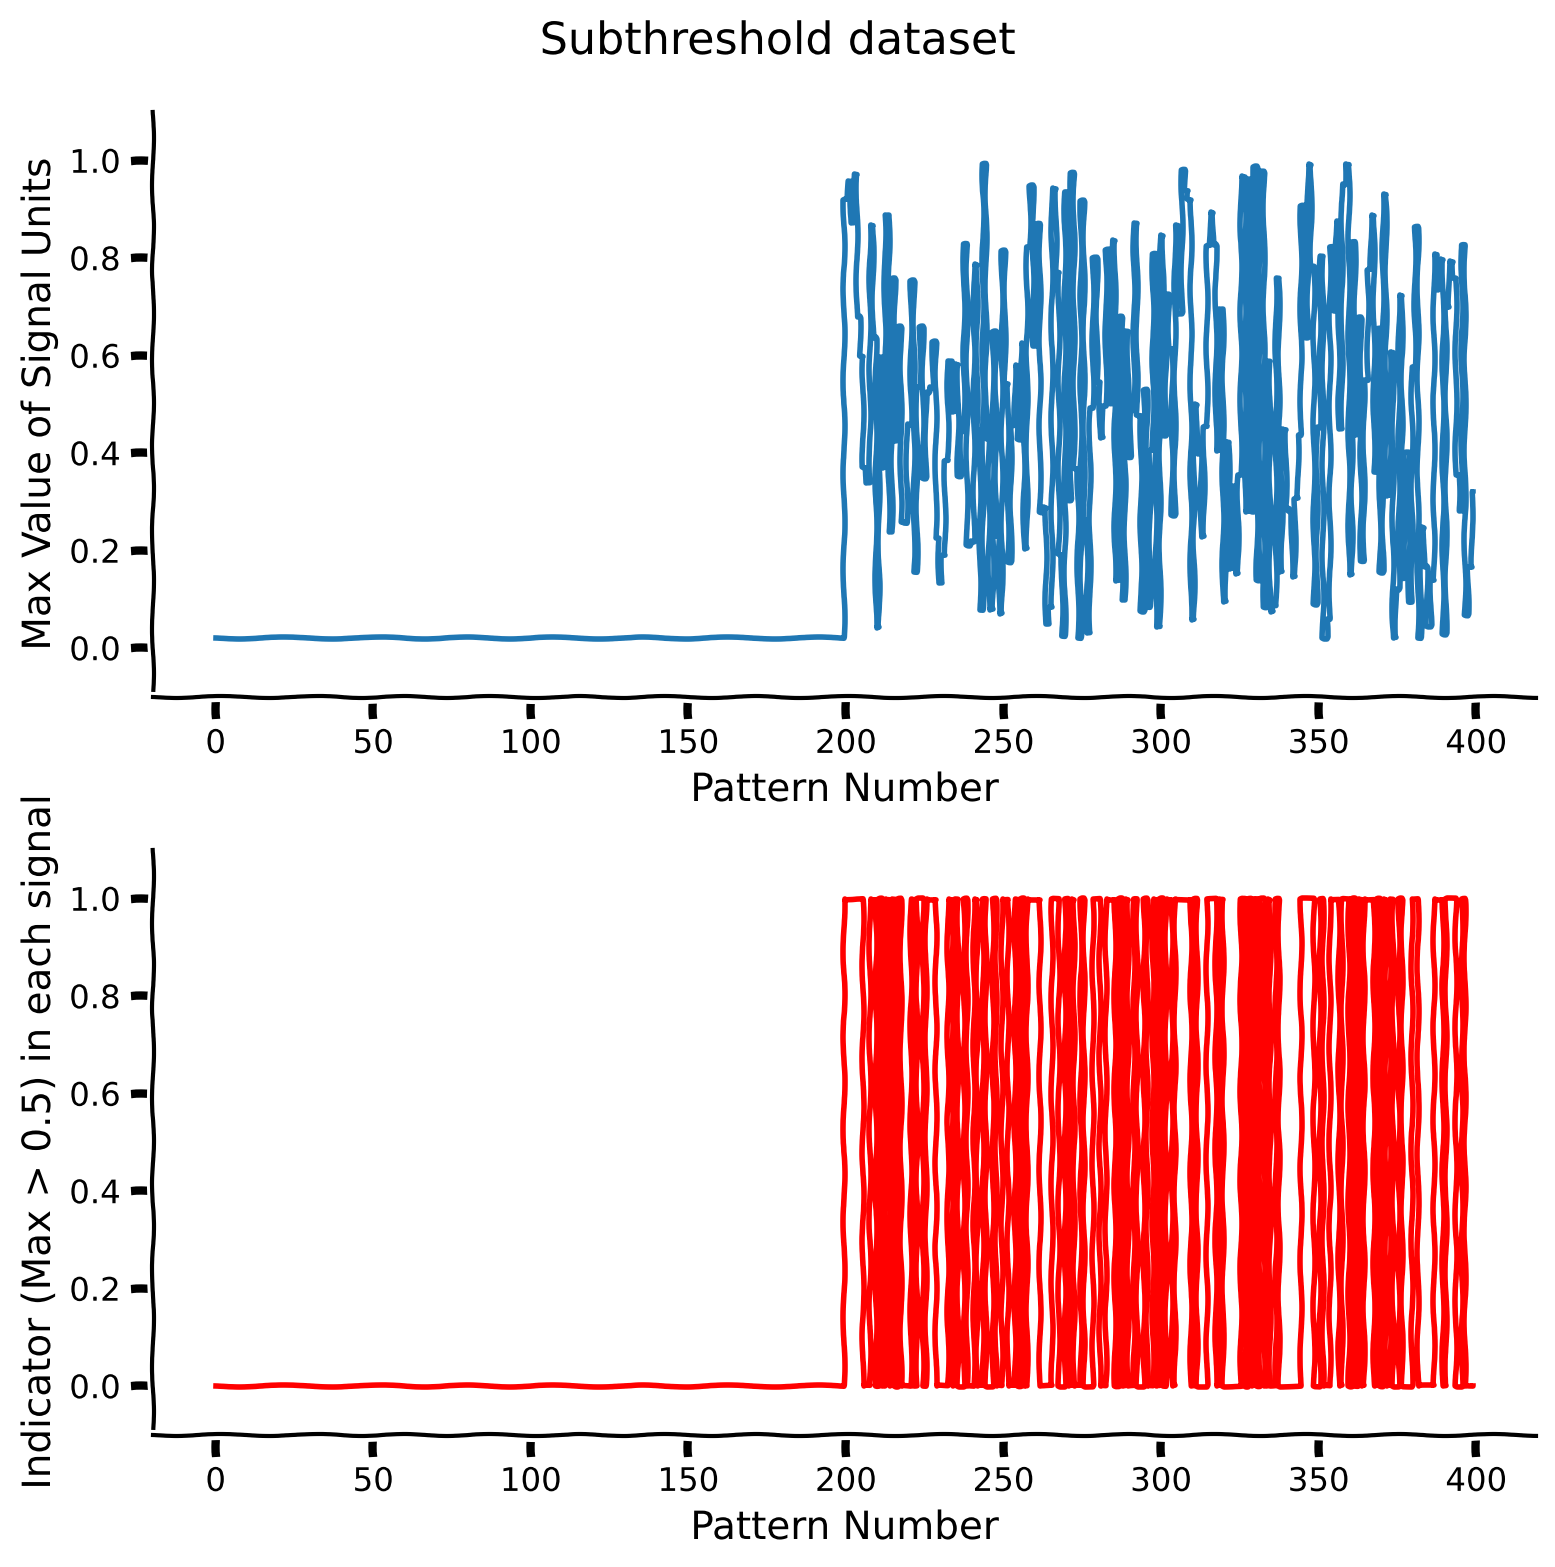 Subthreshold dataset
Max Value of Signal Units
1.0
0.8
0.6
0.4
0.2
0.0
0 50 100 150 200 250 300 350 400
Pattern Number
Indicator (Max > 0.5) in each signal
1.0
0.8
0.6
0.4
0.2
0.0
0 50 100 150 200 250 300 350 400
Pattern Number